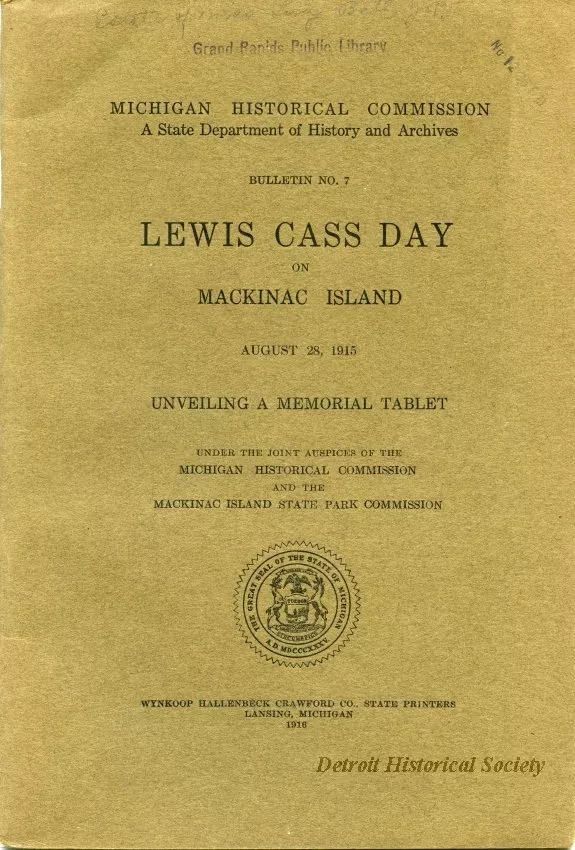 Grand Rapids Public Library
MICHIGAN HISTORICAL COMMISSION
A State Department of History and Archives
BULLETIN NO. 7
LEWIS CASS DAY
ON
MACKINAC ISLAND
AUGUST 28, 1915
UNVEILING A MEMORIAL TABLET
UNDER THE JOINT AUSPICES OF THE
MICHIGAN HISTORICAL COMMISSION
AND THE
MACKINAC ISLAND STATE PARK COMMISSION
THE GREAT SEAL OF THE STATE OF MICHIGAN
TUEBOR
CIRCUMSPICE
A.D. MDCCCXXXV.
WYNKOOP HALLENBECK CRAWFORD CO., STATE PRINTERS
LANSING, MICHIGAN
1916
Detroit Historical Society